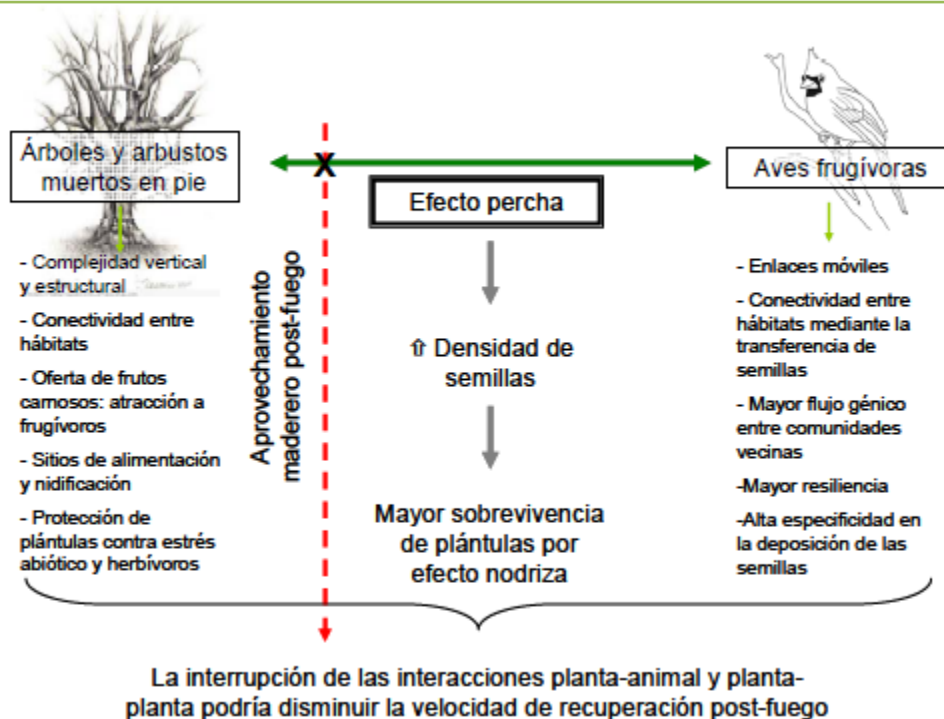 Árboles y arbustos
muertos en pie
- Complejidad vertical
y estructural
- Conectividad entre
hábitats
- Oferta de frutos
carnosos: atracción a
frugívoros
- Sitios de alimentación
y nidificación
- Protección de
plántulas contra estrés
abiótico y herbívoros
Aprovechamiento
maderero post-fuego
X
Efecto percha
⇧ Densidad de
semillas
Mayor sobrevivencia
de plántulas por
efecto nodriza
Aves frugívoras
- Enlaces móviles
- Conectividad entre
hábitats mediante la
transferencia de
semillas
- Mayor flujo génico
entre comunidades
vecinas
-Mayor resiliencia
-Alta especificidad en
la deposición de las
semillas
La interrupción de las interacciones planta-animal y planta-
planta podría disminuir la velocidad de recuperación post-fuego